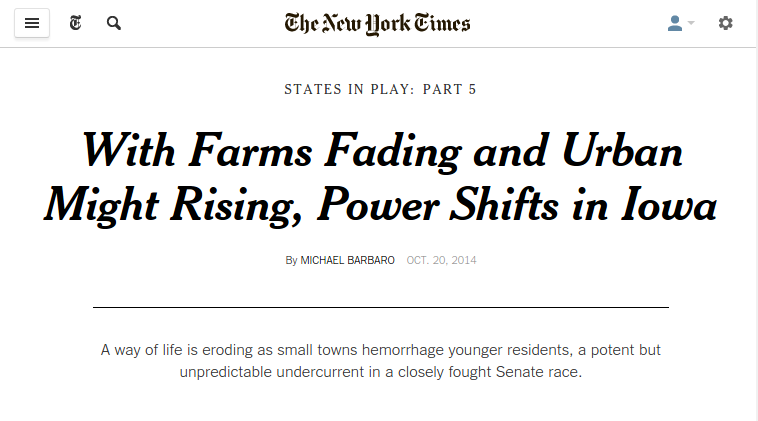 The New York Times
STATES IN PLAY: PART 5
With Farms Fading and Urban
Might Rising, Power Shifts in Iowa
By MICHAEL BARBARO OCT. 20, 2014
A way of life is eroding as small towns hemorrhage younger residents, a potent but
unpredictable undercurrent in a closely fought Senate race.